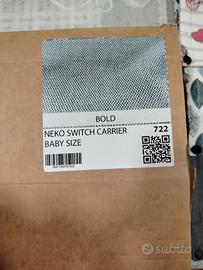 BOLD
NEKO SWITCH CARRIER
722
BABY SIZE
subito